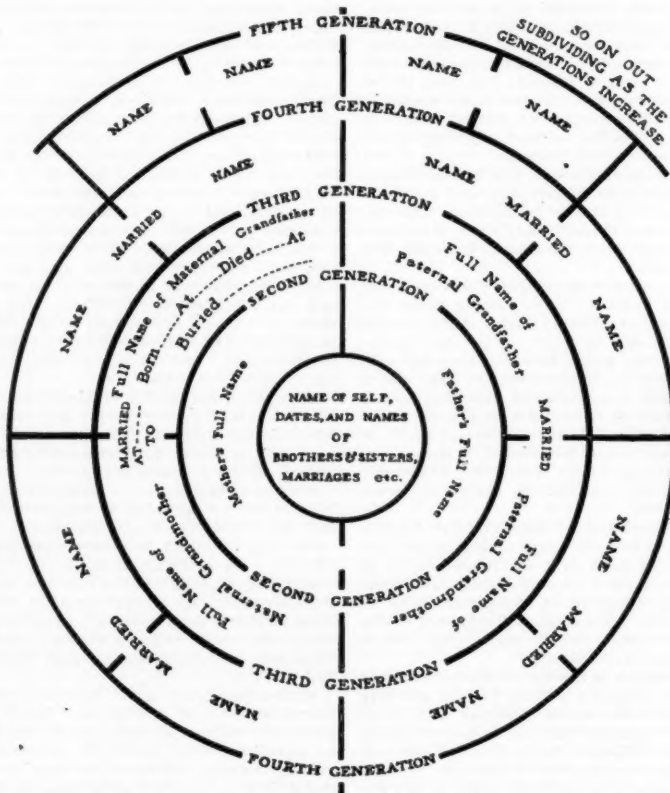 SO ON OUT
SUBDIVIDING AS THE
GENERATIONS INCREASE
FIFTH GENERATION
NAME
NAME
NAME
NAME
FOURTH GENERATION
NAME
NAME
MARRIED
MARRIED
NAME
NAME
THIRD GENERATION
Full Name of Maternal Grandfather
Born At Died At
Buried
Full Name of
Paternal Grandfather
SECOND GENERATION
Mother's Full Name
NAME OF SELF,
DATES, AND NAMES
OF
BROTHERS & SISTERS,
MARRIAGES etc.
Father's Full Name
MARRIED
AT TO
MARRIED
Full Name of
Maternal Grandmother
Full Name of
Paternal Grandmother
SECOND GENERATION
NAME
NAME
MARRIED
MARRIED
THIRD GENERATION
NAME
NAME
FOURTH GENERATION